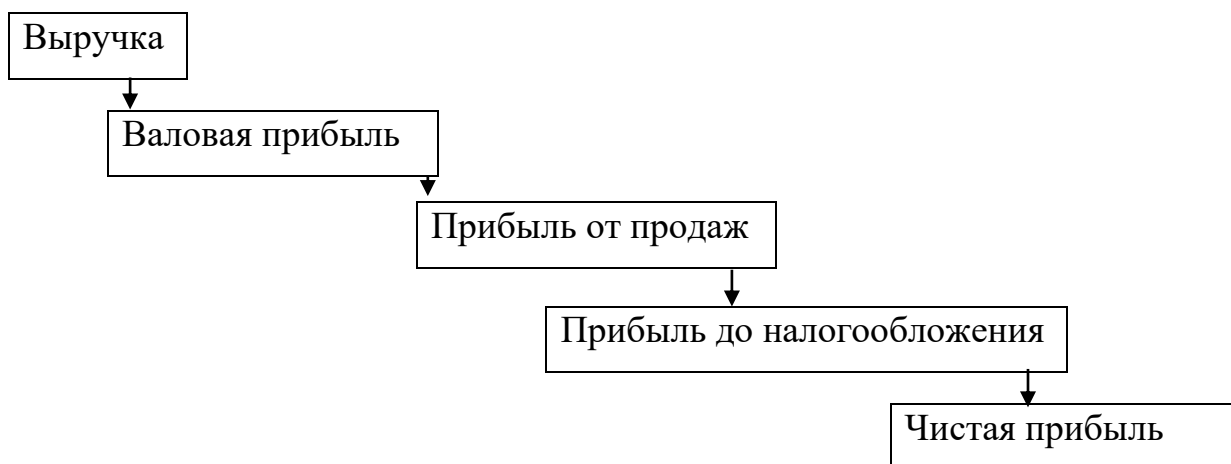 Выручка
Валовая прибыль
Прибыль от продаж
Прибыль до налогообложения
Чистая прибыль